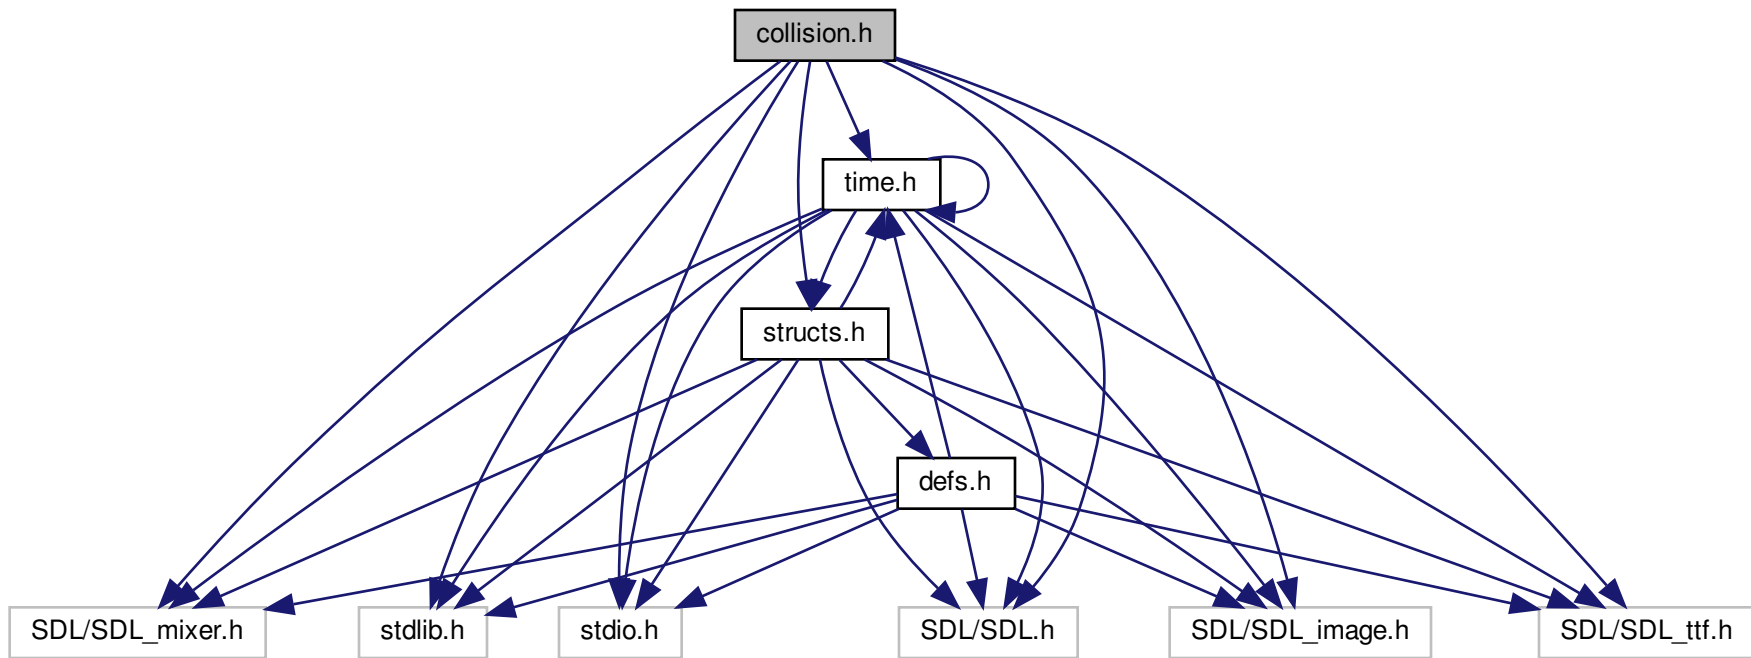 collision.h
time.h
structs.h
defs.h
SDL/SDL_mixer.h
stdlib.h
stdio.h
SDL/SDL.h
SDL/SDL_image.h
SDL/SDL_ttf.h